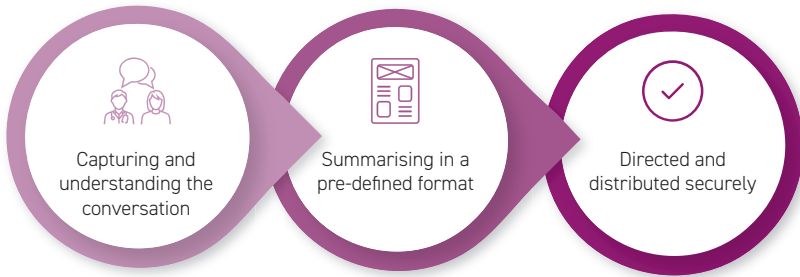 Capturing and
understanding the
conversation
Summarising in a
pre-defined format
Directed and
distributed securely